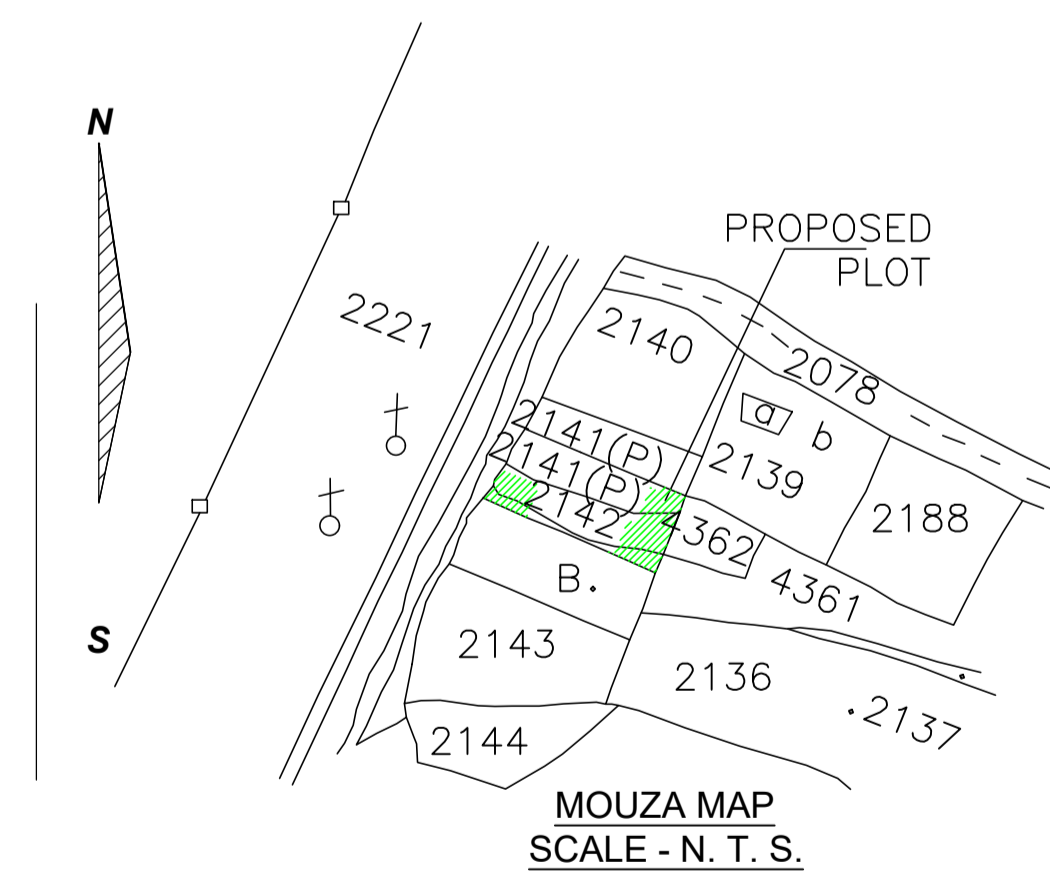 N
PROPOSED
PLOT
2221
2140
2078
a
b
2141(P)
2139
2141(P)
2142
4362
2188
B.
4361
S
2143
2136
2137
2144
MOUZA MAP
SCALE - N. T. S.